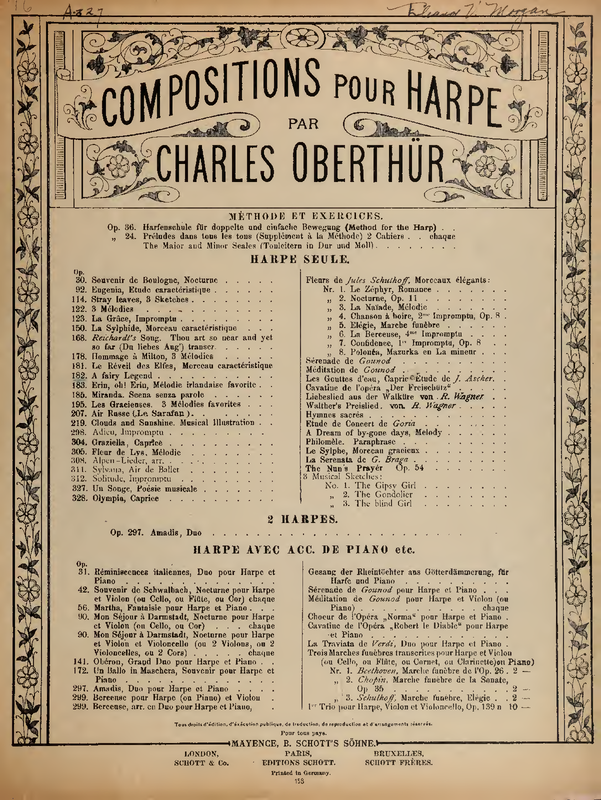 A-327
Eleanor V. Morgan
COMPOSITIONS POUR HARPE
PAR
CHARLES OBERTHÜR
MÉTHODE ET EXERCICES.
Op. 36. Harfenschule für doppelte und einfache Bewegung (Method for the Harp) . .
„ 24. Préludes dans tous les tons (Supplément à la Méthode) 2 Cahiers . . chaque
The Major and Minor Scales (Tonleitern in Dur und Moll) . . . . . . . .
HARPE SEULE.
Op.
30. Souvenir de Boulogne, Nocturne . . . . .
92. Eugenia, Etude caractéristique . . . . . .
114. Stray leaves, 3 Sketches . . . . . . . .
122. 3 Mélodies . . . . . . . . . . . .
123. La Grâce, Impromptu . . . . . . . .
150. La Sylphide, Morceau caractéristique
168. Reichardt's Song. Thou art so near and yet
so far (Du liebes Aug') transcr. . . . . .
178. Hommage à Milton, 3 Mélodies . . . . .
181. Le Réveil des Elfes, Morceau caractéristique
182. A fairy Legend . . . . . . . . . .
183. Erin, oh! Erin, Mélodie irlandaise favorite . .
185. Miranda. Scena senza parole . . . . . .
195. Les Gracieuses. 3 Mélodies favorites . . .
207. Air Russe (Le Sarafan) . . . . . . . .
219. Clouds and Sunshine. Musical Illustration . .
298. Adieu, Impromptu . . . . . . . . .
304. Graziella, Caprice . . . . . . . . .
305. Fleur de Lys, Mélodie . . . . . . . .
308. Alpen-Lieder, arr. . . . . . . . . .
311. Sylvana, Air de Ballet . . . . . . . .
312. Solitude, Impromptu . . . . . . . .
327. Un Songe, Poésie musicale . . . . . .
328. Olympia, Caprice . . . . . . . . .
Fleurs de Jules Schulhoff, Morceaux élégants:
Nr. 1. Le Zéphyr, Romance . . . . . .
„ 2. Nocturne, Op. 11 . . . . . . .
„ 3. La Naïade, Mélodie . . . . . .
„ 4. Chanson à boire, 2me Impromptu, Op. 8 .
„ 5. Elégie, Marche funèbre . . . . .
„ 6. La Berceuse, 4me Impromptu . . .
„ 7. Confidence, 1r Impromptu, Op. 8 . .
„ 8. Polonéa, Mazurka en La mineur . . .
Sérénade de Gounod . . . . . . . . .
Méditation de Gounod . . . . . . . .
Les Gouttes d'eau, Caprice-Étude de J. Ascher.
Cavatine de l'opéra „Der Freischütz“ . . . .
Liebeslied aus der Walküre von R. Wagner
Walther's Preislied, von R. Wagner . . . .
Hymnes sacrés . . . . . . . . . . .
Etude de Concert de Goria . . . . . .
A Dream of by-gone days, Melody . . . . .
Philomèle. Paraphrase . . . . . . . .
Le Sylphe, Morceau gracieux . . . . . .
La Serenata de G. Braga . . . . . . .
The Nun's Prayer Op. 54 . . . . . . .
3 Musical Sketches:
No. 1. The Gipsy Girl . . . . . .
„ 2. The Gondolier . . . . . .
„ 3. The blind Girl . . . . . .
2 HARPES.
Op. 297. Amadis, Duo . . . . . . . . . . . . .
HARPE AVEC ACC. DE PIANO etc.
Op.
31. Réminiscences italiennes, Duo pour Harpe et
Piano . . . . . . . . . . . .
42. Souvenir de Schwalbach, Nocturne pour Harpe
et Violon (ou Cello, ou Flûte, ou Cor) chaque
56. Martha, Fantaisie pour Harpe et Piano . . .
90. Mon Séjour à Darmstadt, Nocturne pour Harpe
et Violon (ou Cello, ou Cor) . . . chaque
90. Mon Séjour à Darmstadt, Nocturne pour Harpe
et Violon et Violoncelle (ou 2 Violons, ou 2
Violoncelles, ou 2 Cors) . . . . . chaque
141. Obéron, Grand Duo pour Harpe et Piano . .
172. Un Ballo in Maschera, Souvenir pour Harpe et
Piano . . . . . . . . . . . .
297. Amadis, Duo pour Harpe et Piano . . . .
299. Berceuse pour Harpe (ou Piano) et Violon . .
299. Berceuse, arr. en Duo pour Harpe et Piano, .
Gesang der Rheintöchter aus Götterdämmerung, für
Harfe und Piano . . . . . . . . .
Sérénade de Gounod pour Harpe et Piano . .
Méditation de Gounod pour Harpe et Violon (ou
Piano) . . . . . . . . . . chaque
Choeur de l'Opéra „Norma“ pour Harpe et Piano .
Cavatine de l'Opéra „Robert le Diable“ pour Harpe
et Piano . . . . . . . . . . .
La Traviata de Verdi, Duo pour Harpe et Piano .
Trois Marches funèbres transcrites pour Harpe et Violon
(ou Cello, ou Flûte, ou Cornet, ou Clarinette) ou Piano)
Nr. 1. Beethoven, Marche funèbre de l'Op. 26 . 2 —
„ 2. Chopin, Marche funèbre de la Sonate,
Op 35 . . . . . . . . . 2 —
„ 3. Schulhoff, Marche funèbre, Elégie . . 2 —
1er Trio pour Harpe, Violon et Violoncello, Op. 139 n 10 —
Tous droits d'édition, d'exécution publique, de traduction, de reproduction et d'arrangements réservés.
Pour tous pays.
MAYENCE, B. SCHOTT'S SÖHNE.
LONDON, PARIS, BRUXELLES,
SCHOTT & Co. EDITIONS SCHOTT. SCHOTT FRÈRES.
Printed in Germany.